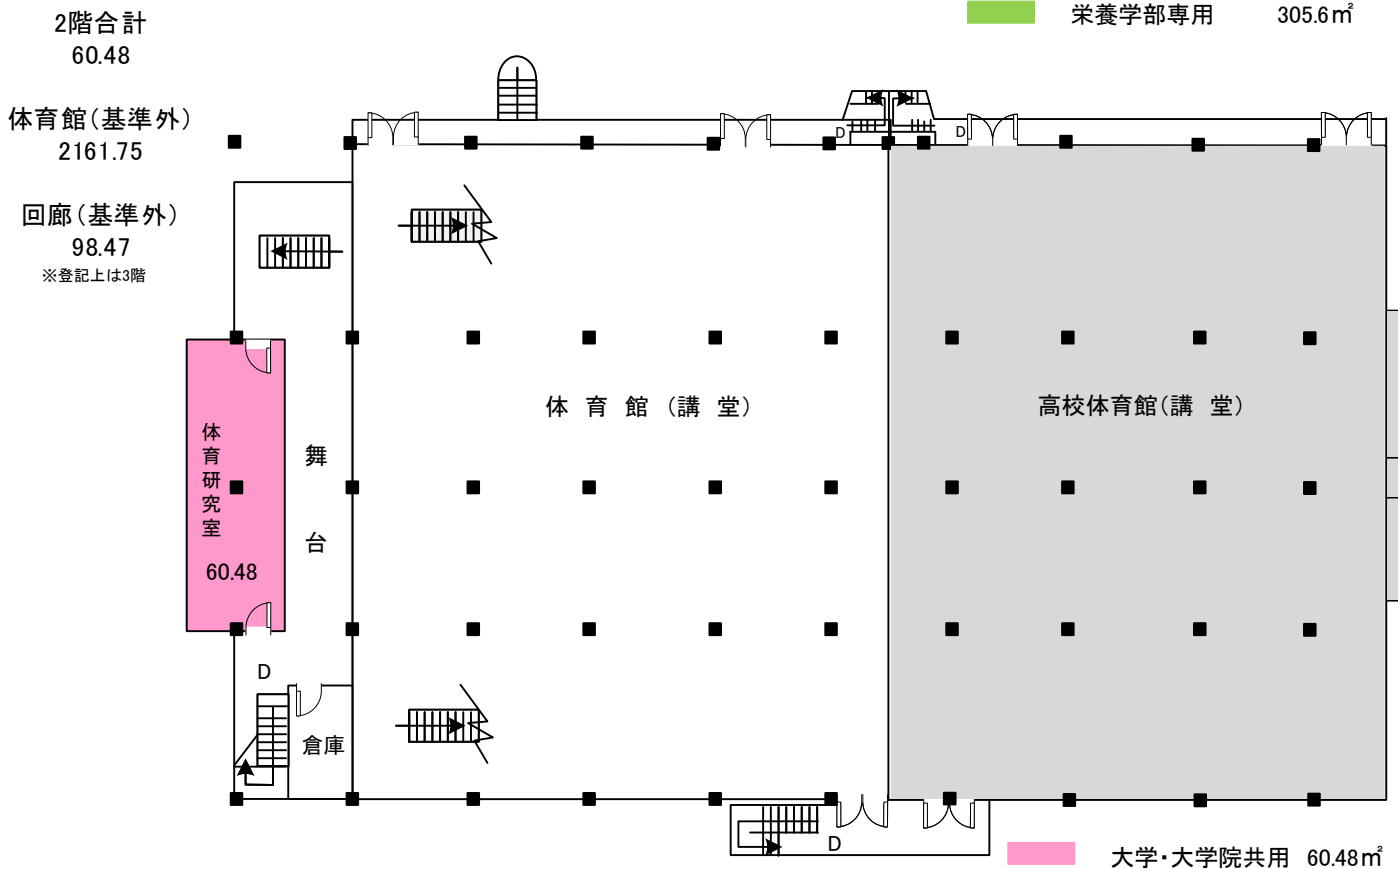 2階合計
60.48
体育館(基準外)
2161.75
回廊(基準外)
98.47
※登記上は3階
栄養学部専用 305.6㎡
D
D
体育館(講堂)
高校体育館(講堂)
体育研究室
60.48
舞台
D
倉庫
D
大学・大学院共用 60.48㎡